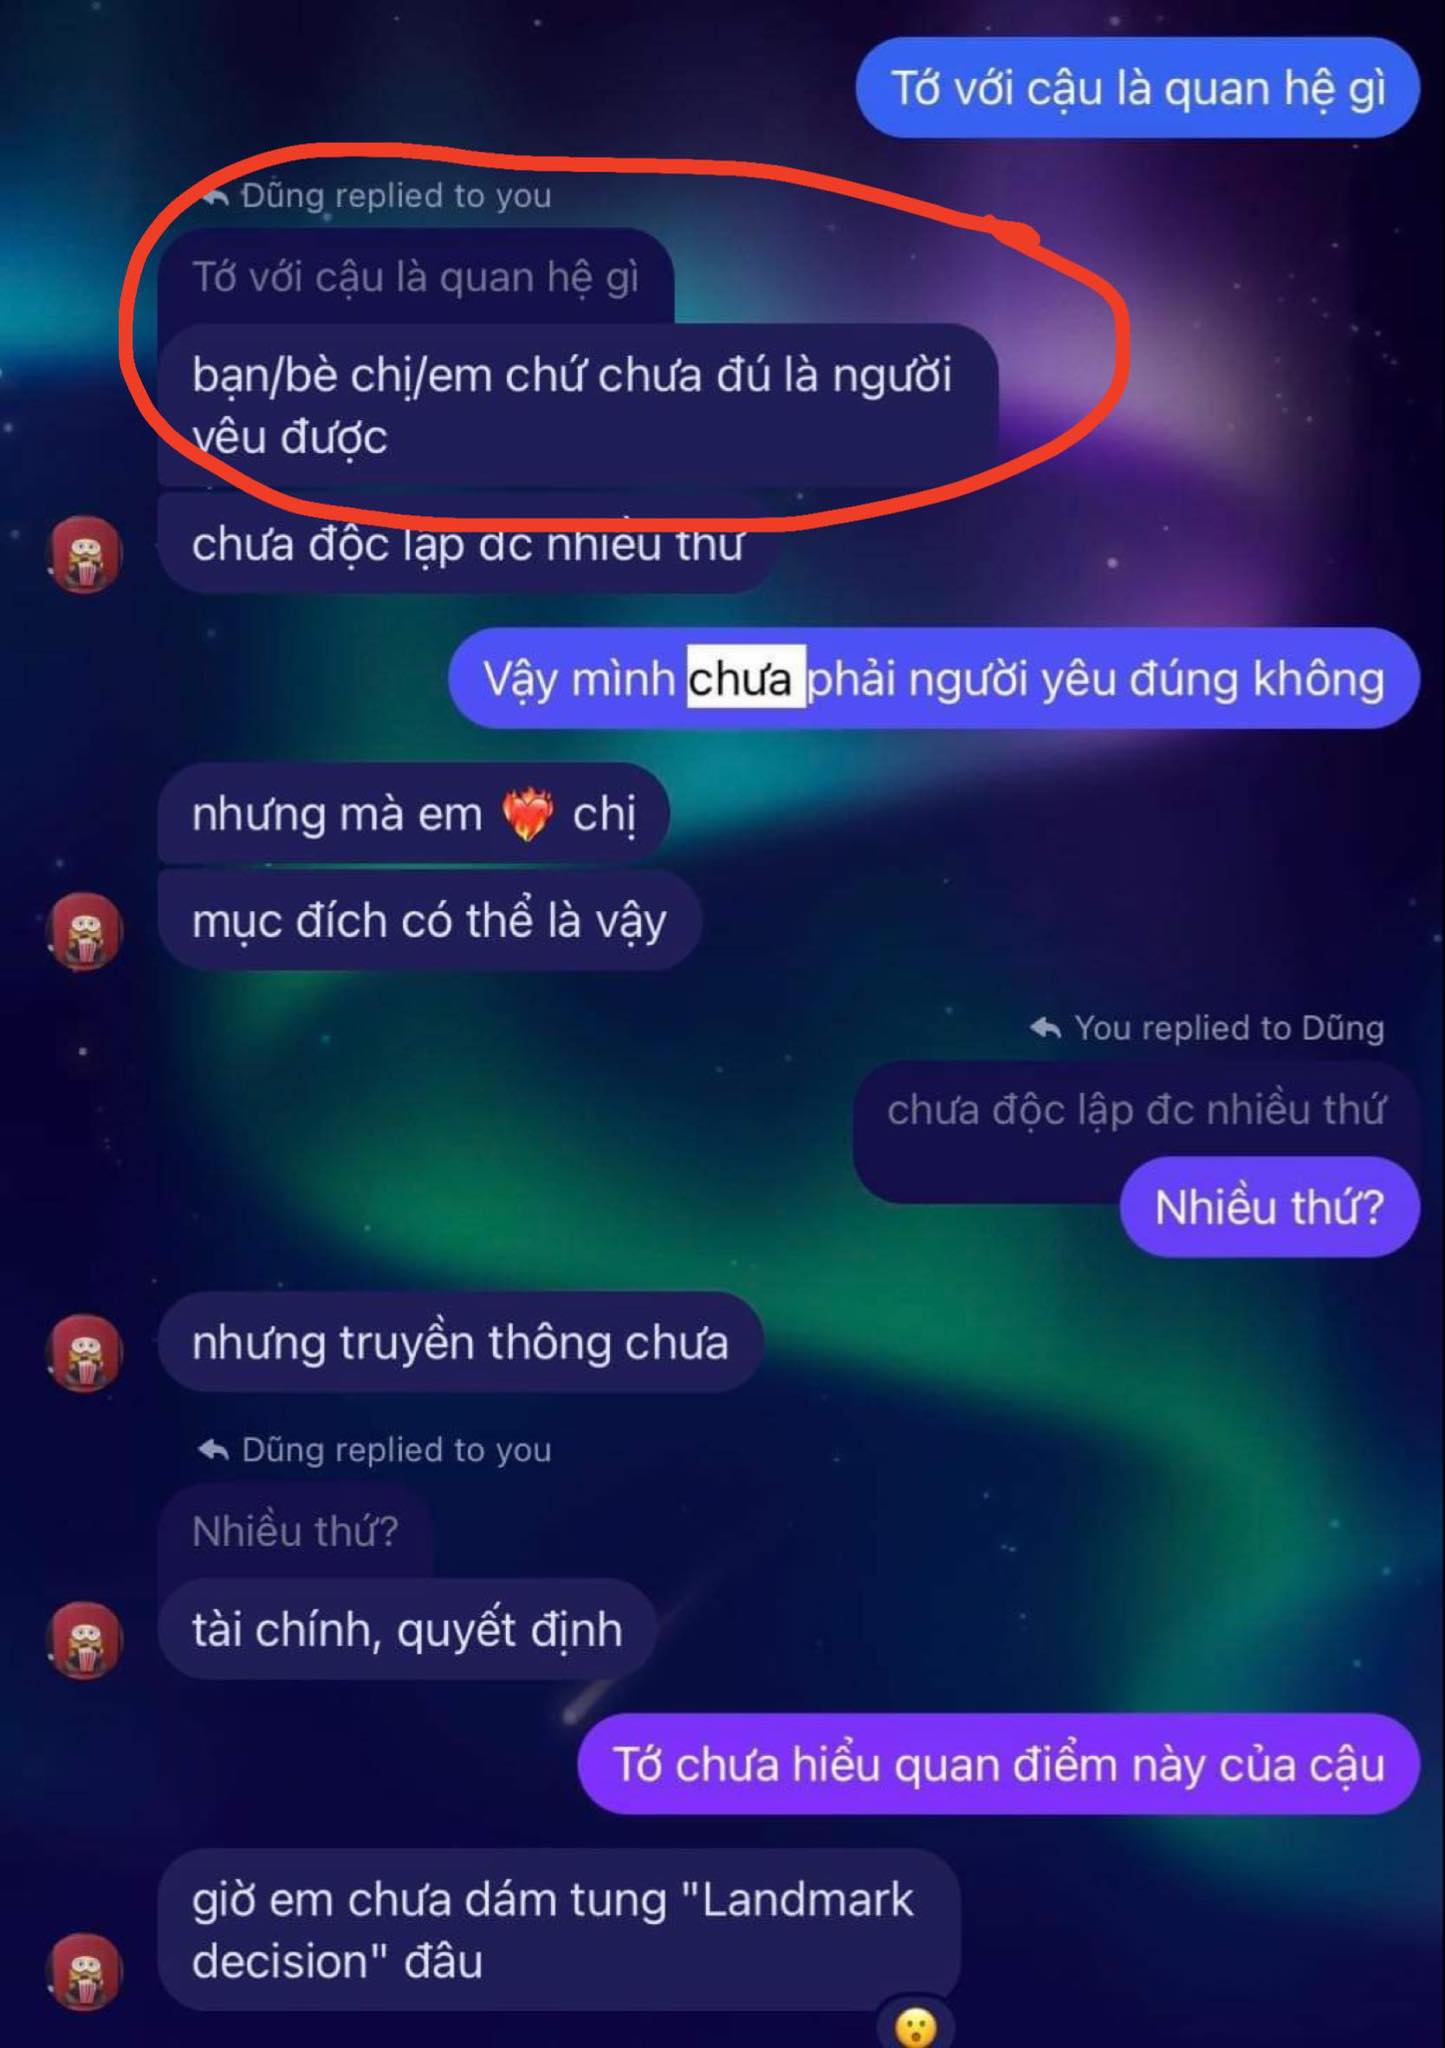 Tớ với cậu là quan hệ gì
Dũng replied to you
Tớ với cậu là quan hệ gì
bạn/bè chị/em chứ chưa đú là người
yêu được
chưa độc lập đc nhiều thứ
Vậy mình chưa phải người yêu đúng không
nhưng mà em ❤️‍🔥 chị
mục đích có thể là vậy
You replied to Dũng
chưa độc lập đc nhiều thứ
Nhiều thứ?
nhưng truyền thông chưa
Dũng replied to you
Nhiều thứ?
tài chính, quyết định
Tớ chưa hiểu quan điểm này của cậu
giờ em chưa dám tung "Landmark
decision" đâu